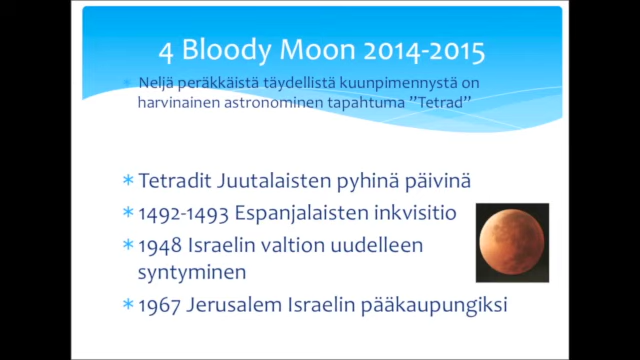 4 Bloody Moon 2014-2015
Neljä peräkkäistä täydellistä kuunpimennystä on
harvinainen astronominen tapahtuma ”Tetrad”
Tetradit Juutalaisten pyhinä päivinä
1492-1493 Espanjalaisten inkvisitio
1948 Israelin valtion uudelleen
syntyminen
1967 Jerusalem Israelin pääkaupungiksi